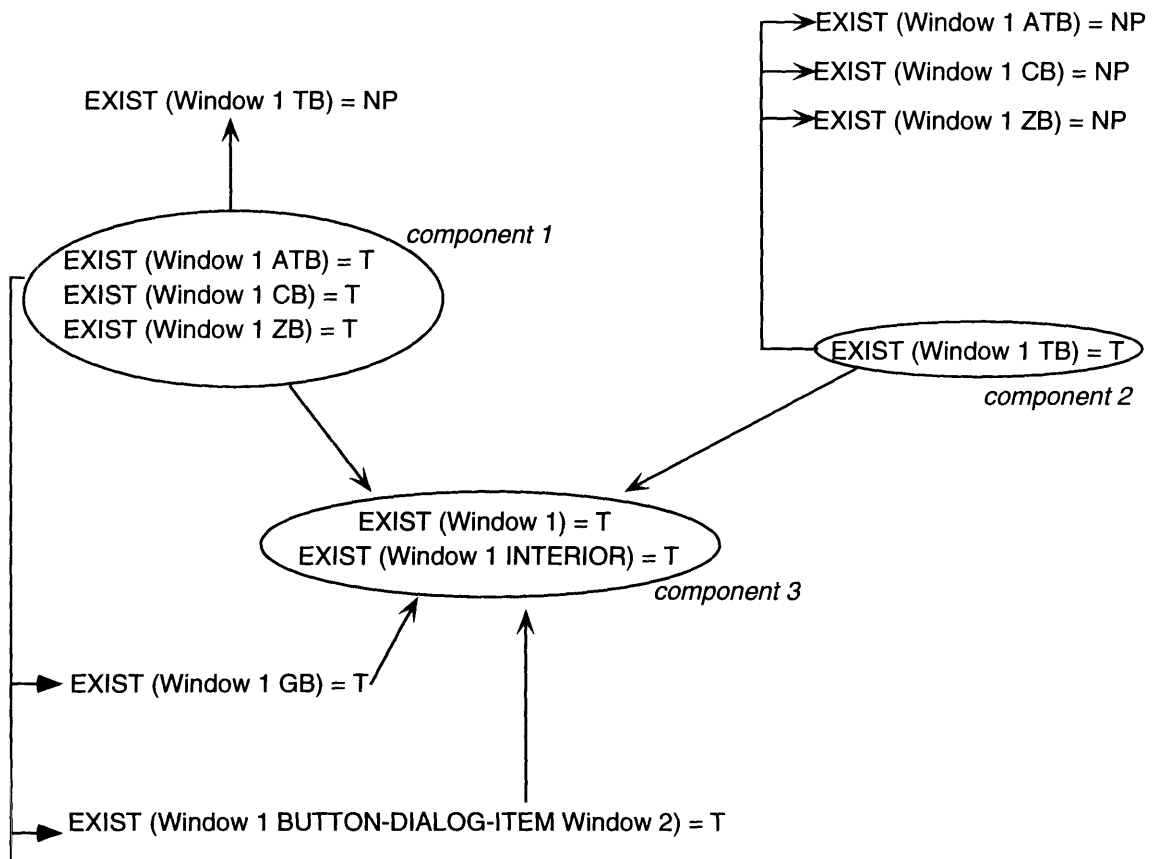 EXIST (Window 1 ATB) = NP
EXIST (Window 1 CB) = NP
EXIST (Window 1 TB) = NP
EXIST (Window 1 ZB) = NP
component 1
EXIST (Window 1 ATB) = T
EXIST (Window 1 CB) = T
EXIST (Window 1 ZB) = T
EXIST (Window 1 TB) = T
component 2
EXIST (Window 1) = T
EXIST (Window 1 INTERIOR) = T
component 3
EXIST (Window 1 GB) = T
EXIST (Window 1 BUTTON-DIALOG-ITEM Window 2) = T